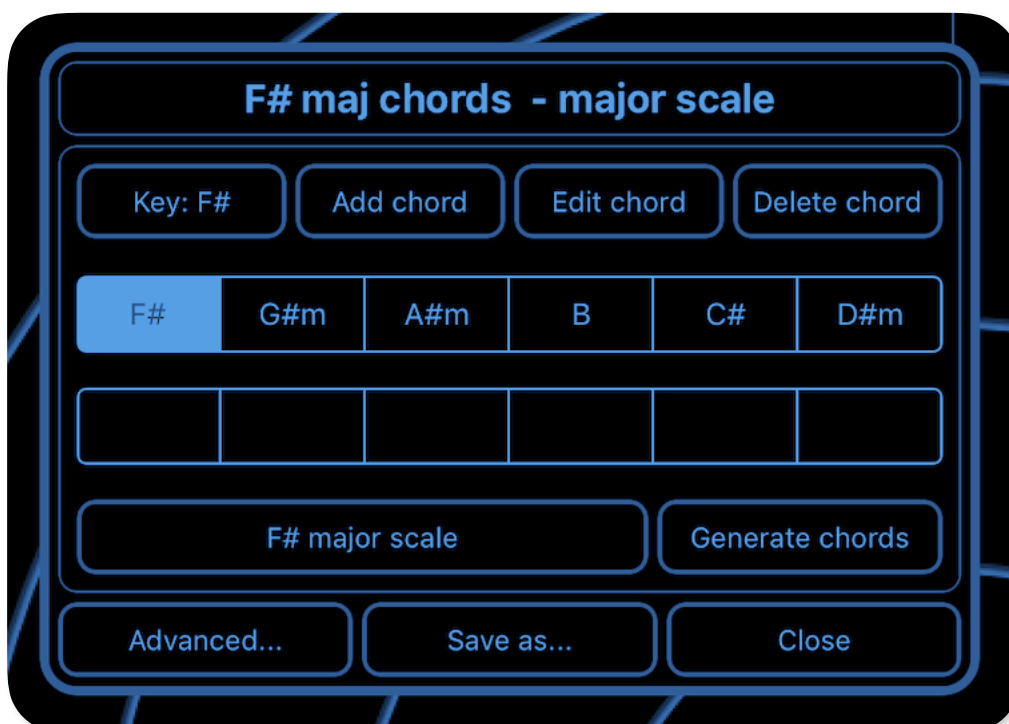 F# maj chords - major scale
Key: F# Add chord Edit chord Delete chord
F# G#m A#m B C# D#m
F# major scale Generate chords
Advanced... Save as... Close